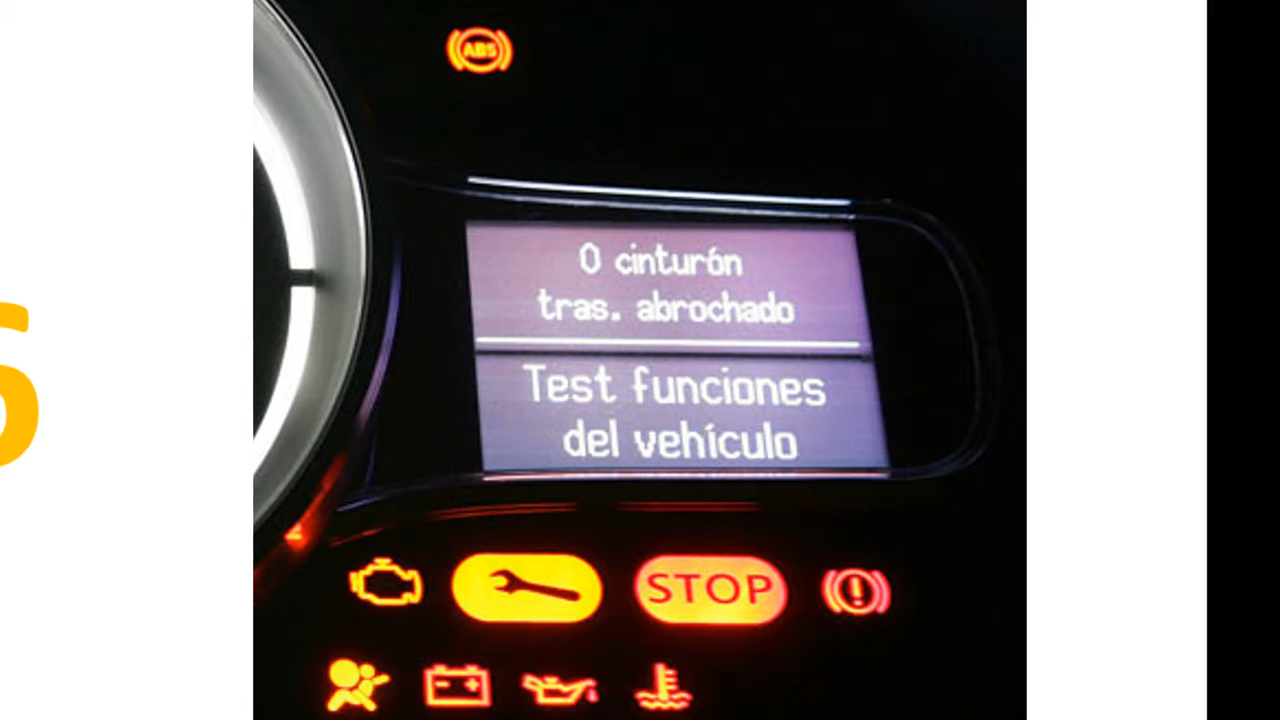 ABS
0 cinturón
tras. abrochado
Test funciones
del vehículo
STOP